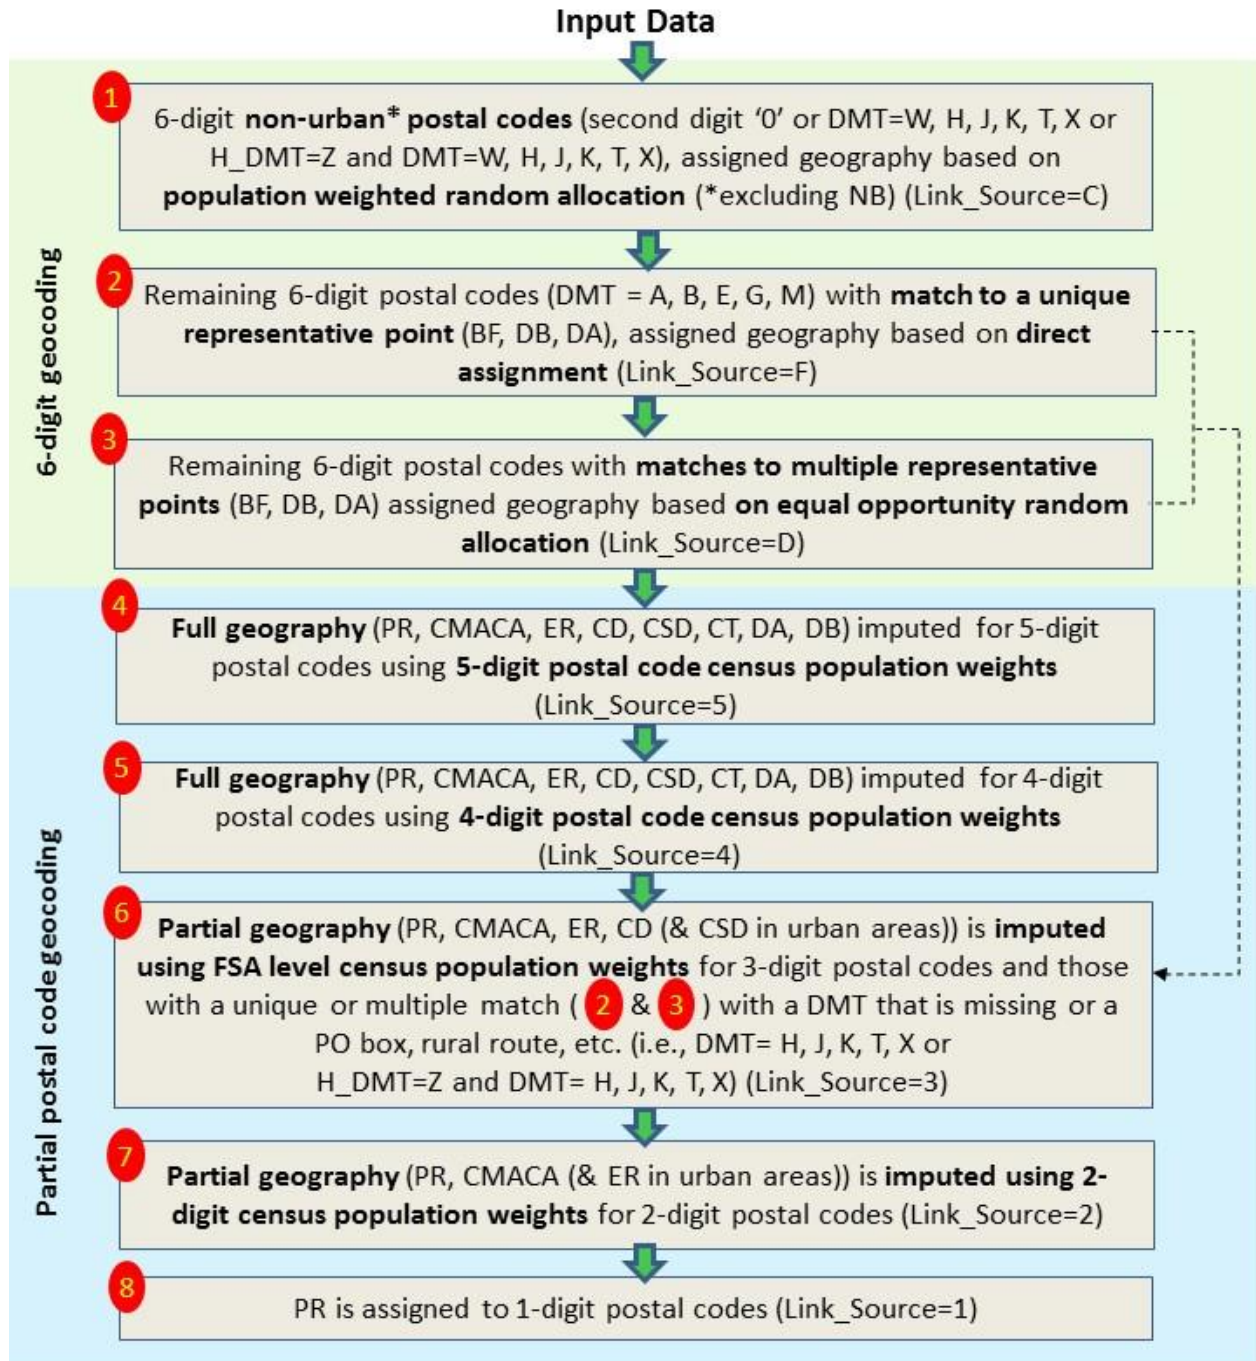 Input Data
6-digit geocoding
1
6-digit non-urban* postal codes (second digit ‘0’ or DMT=W, H, J, K, T, X or
H_DMT=Z and DMT=W, H, J, K, T, X), assigned geography based on
population weighted random allocation (*excluding NB) (Link_Source=C)
2
Remaining 6-digit postal codes (DMT = A, B, E, G, M) with match to a unique
representative point (BF, DB, DA), assigned geography based on direct
assignment (Link_Source=F)
3
Remaining 6-digit postal codes with matches to multiple representative
points (BF, DB, DA) assigned geography based on equal opportunity random
allocation (Link_Source=D)
Partial postal code geocoding
4
Full geography (PR, CMACA, ER, CD, CSD, CT, DA, DB) imputed for 5-digit
postal codes using 5-digit postal code census population weights
(Link_Source=5)
5
Full geography (PR, CMACA, ER, CD, CSD, CT, DA, DB) imputed for 4-digit
postal codes using 4-digit postal code census population weights
(Link_Source=4)
6
Partial geography (PR, CMACA, ER, CD (& CSD in urban areas)) is imputed
using FSA level census population weights for 3-digit postal codes and those
with a unique or multiple match ( 2 & 3 ) with a DMT that is missing or a
PO box, rural route, etc. (i.e., DMT= H, J, K, T, X or
H_DMT=Z and DMT= H, J, K, T, X) (Link_Source=3)
7
Partial geography (PR, CMACA (& ER in urban areas)) is imputed using 2-
digit census population weights for 2-digit postal codes (Link_Source=2)
8
PR is assigned to 1-digit postal codes (Link_Source=1)